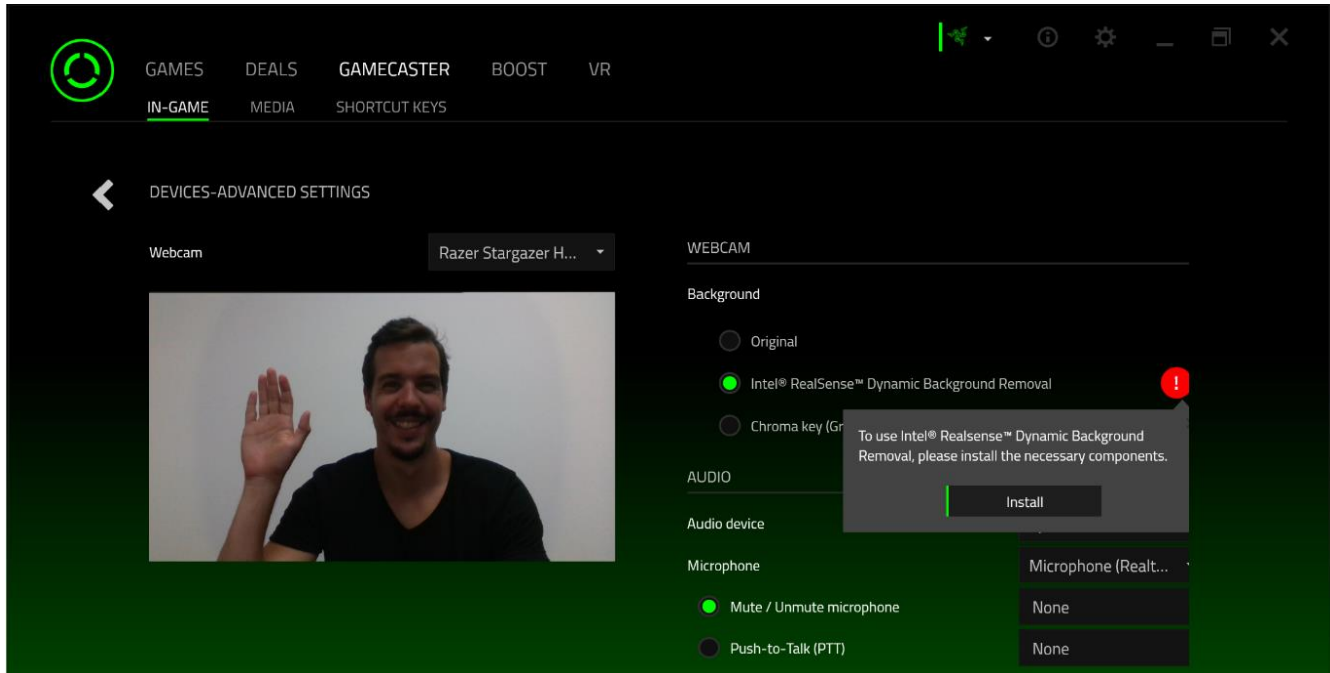 GAMES DEALS GAMECASTER BOOST VR
IN-GAME MEDIA SHORTCUT KEYS
DEVICES-ADVANCED SETTINGS
Webcam Razer Stargazer H...
WEBCAM
Background
Original
Intel® RealSense™ Dynamic Background Removal !
Chroma key (Gr
To use Intel® Realsense™ Dynamic Background
Removal, please install the necessary components.
Install
AUDIO
Audio device
Microphone Microphone (Realt...
Mute / Unmute microphone None
Push-to-Talk (PTT) None